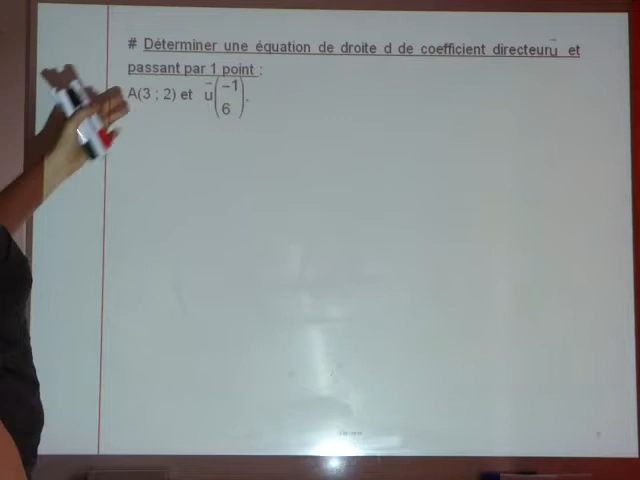 # Déterminer une équation de droite d de coefficient directeur u⃗ et
passant par 1 point :
A(3 ; 2) et u⃗(−1
6).